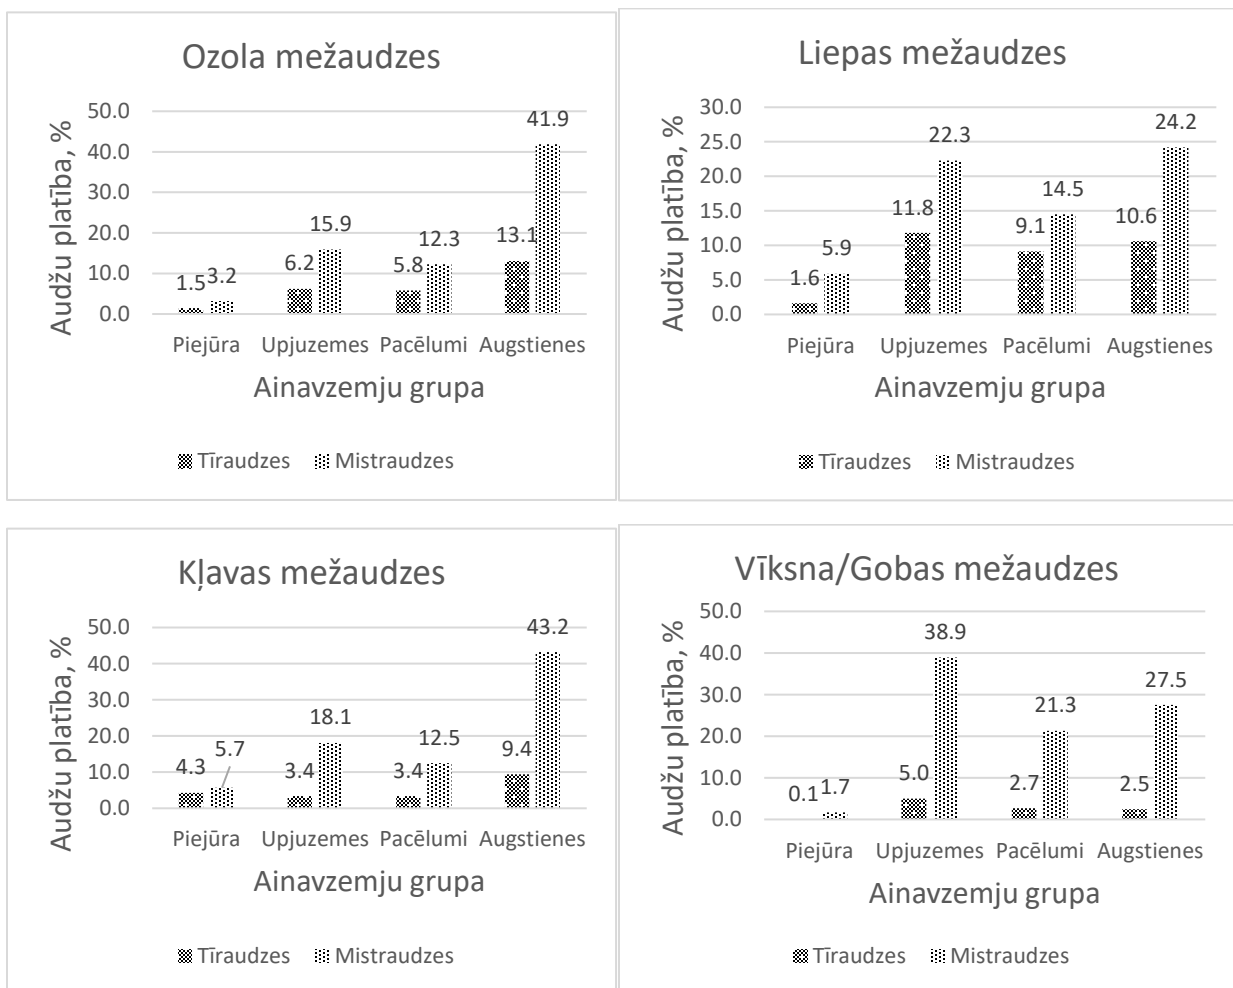 Ozola mežaudzes
Audžu platība, %
50.0
40.0
30.0
20.0
10.0
0.0
1.5 3.2 6.2 15.9 5.8 12.3 13.1 41.9
Piejūra Upjuzemes Pacēlumi Augstienes
Ainavzemju grupa
Tīraudzes Mistraudzes
Liepas mežaudzes
Audžu platība, %
30.0
25.0
20.0
15.0
10.0
5.0
0.0
1.6 5.9 11.8 22.3 9.1 14.5 10.6 24.2
Piejūra Upjuzemes Pacēlumi Augstienes
Ainavzemju grupa
Tīraudzes Mistraudzes
Kļavas mežaudzes
Audžu platība, %
50.0
40.0
30.0
20.0
10.0
0.0
4.3 5.7 3.4 18.1 3.4 12.5 9.4 43.2
Piejūra Upjuzemes Pacēlumi Augstienes
Ainavzemju grupa
Tīraudzes Mistraudzes
Vīksna/Gobas mežaudzes
Audžu platība, %
50.0
40.0
30.0
20.0
10.0
0.0
0.1 1.7 5.0 38.9 2.7 21.3 2.5 27.5
Piejūra Upjuzemes Pacēlumi Augstienes
Ainavzemju grupa
Tīraudzes Mistraudzes